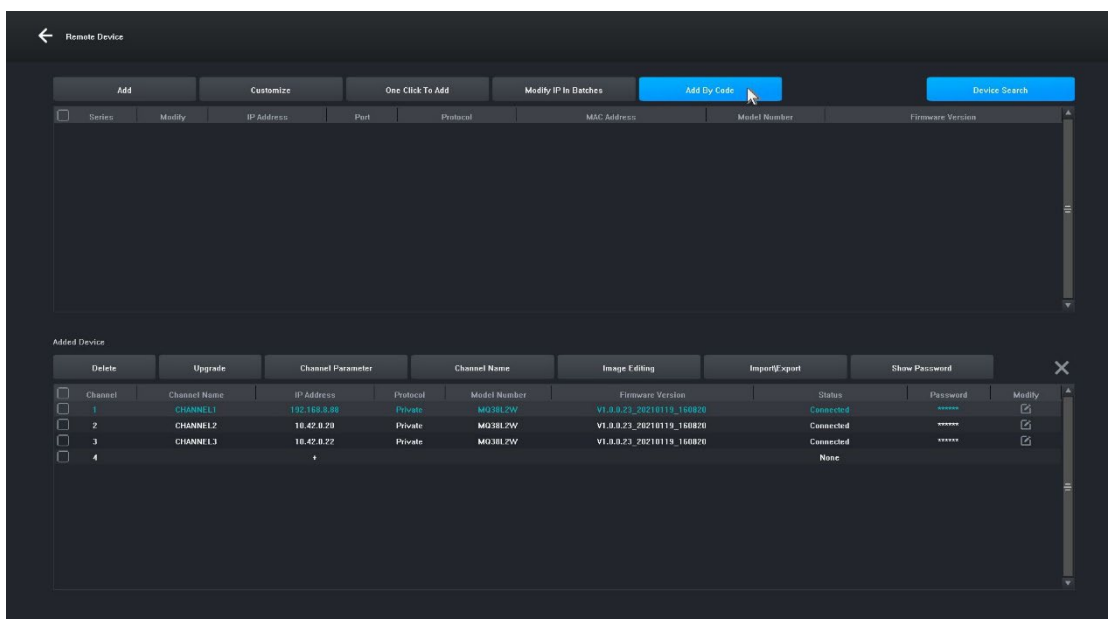 Remote Device
Add Customize One Click To Add Modify IP In Batches Add By Code Device Search
Series Modify IP Address Port Protocol MAC Address Model Number Firmware Version
Added Device
Delete Upgrade Channel Parameter Channel Name Image Editing Import\Export Show Password
Channel Channel Name IP Address Protocol Model Number Firmware Version Status Password Modify
1 CHANNEL1 192.168.0.88 Private MQ38L2W V1.0.0.23_20210119_160820 Connected ******
2 CHANNEL2 10.42.0.20 Private MQ38L2W V1.0.0.23_20210119_160820 Connected ******
3 CHANNEL3 10.42.0.22 Private MQ38L2W V1.0.0.23_20210119_160820 Connected ******
4 + None